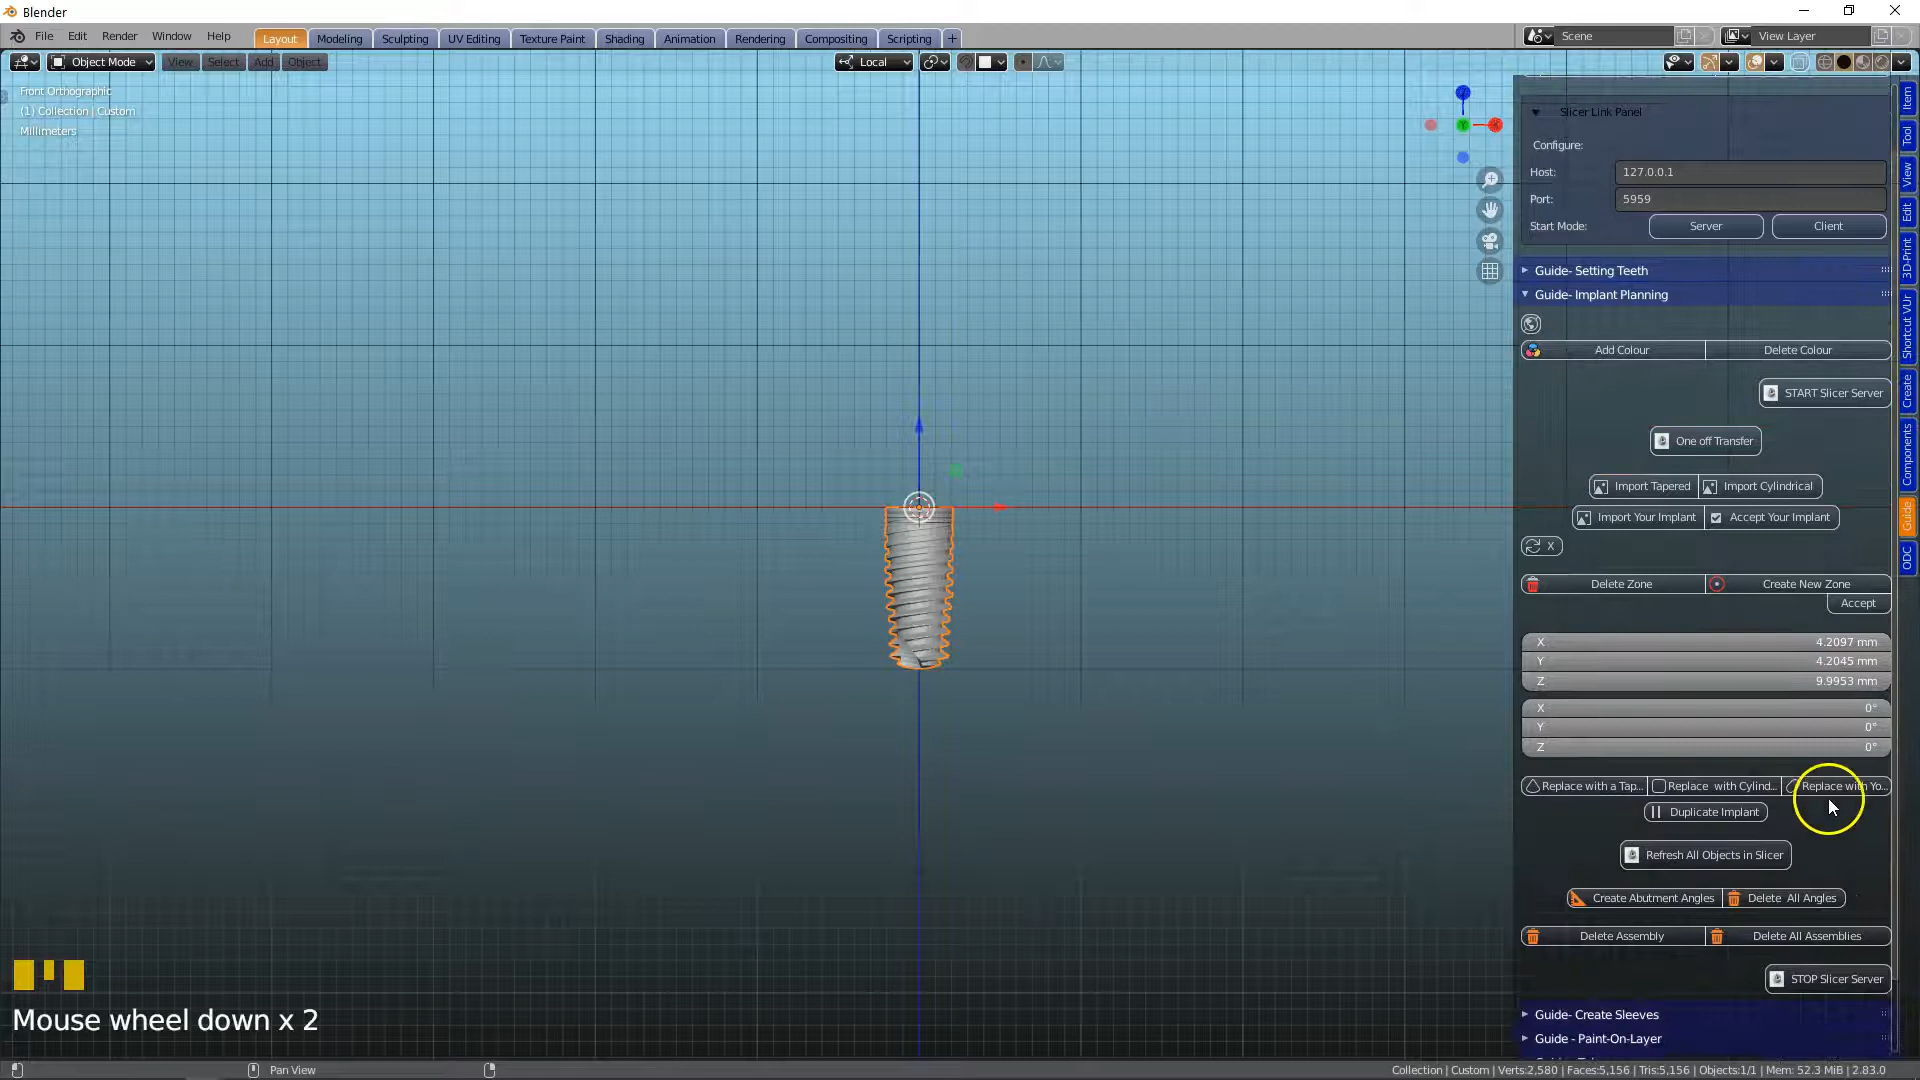 Blender
File Edit Render Window Help
Layout Modeling Sculpting UV Editing Texture Paint Shading Animation Rendering Compositing Scripting
Scene
View Layer
Object Mode View Select Add Object
Local
Front Orthographic
(1) Collection | Custom
Millimeters
Z
Y
X
Slicer Link Panel
Configure:
Host: 127.0.0.1
Port: 5959
Start Mode: Server Client
Guide- Setting Teeth
Guide- Implant Planning
Add Colour Delete Colour
START Slicer Server
One off Transfer
Import Tapered Import Cylindrical
Import Your Implant Accept Your Implant
X
Delete Zone Create New Zone
Accept
X 4.2097 mm
Y 4.2045 mm
Z 9.9953 mm
X 0°
Y 0°
Z 0°
Replace with a Tap... Replace with Cylind... Replace with Yo...
Duplicate Implant
Refresh All Objects in Slicer
Create Abutment Angles Delete All Angles
Delete Assembly Delete All Assemblies
STOP Slicer Server
Guide- Create Sleeves
Guide - Paint-On-Layer
Item
Tool
View
Edit
3D-Print
Shortcut VUr
Create
Components
Guide
ODC
Mouse wheel down x 2
Pan View
Collection | Custom | Verts:2,580 | Faces:5,156 | Tris:5,156 | Objects:1/1 | Mem: 52.3 MiB | 2.83.0